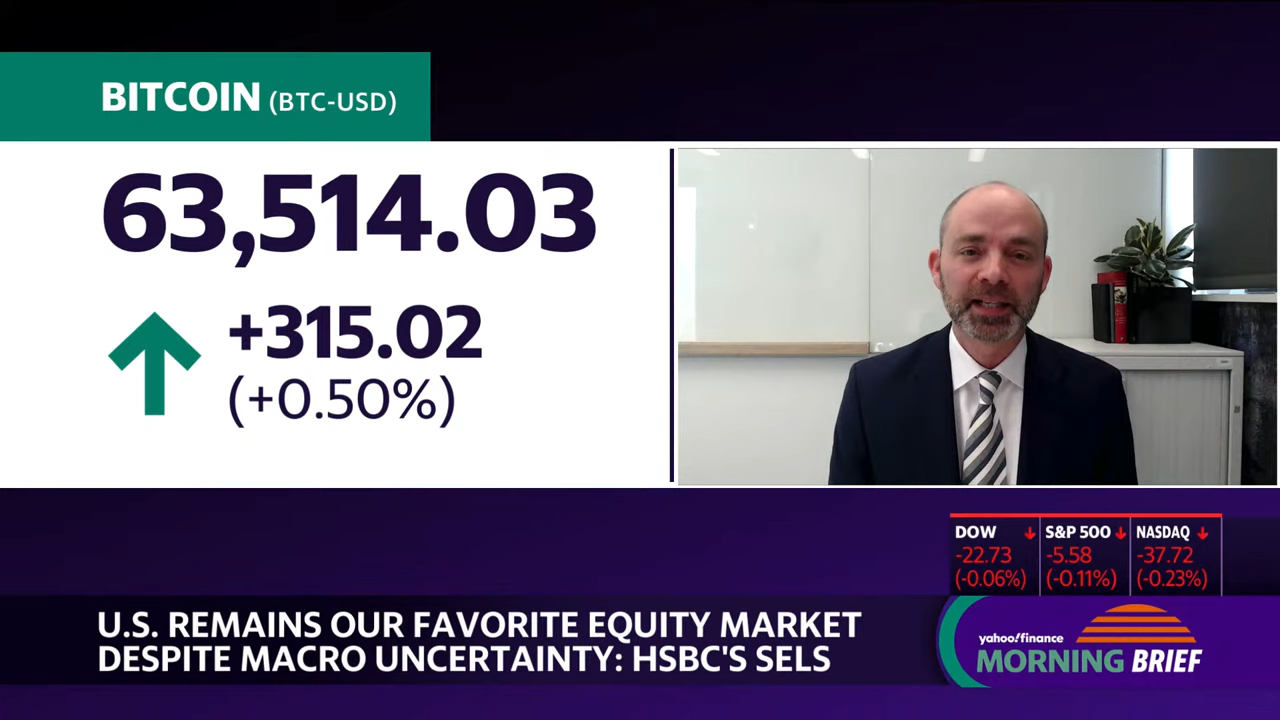 BITCOIN (BTC-USD)
63,514.03
+315.02
(+0.50%)
DOW
-22.73
(-0.06%)
S&P 500
-5.58
(-0.11%)
NASDAQ
-37.72
(-0.23%)
U.S. REMAINS OUR FAVORITE EQUITY MARKET
DESPITE MACRO UNCERTAINTY: HSBC'S SELS
yahoo!finance
MORNING BRIEF